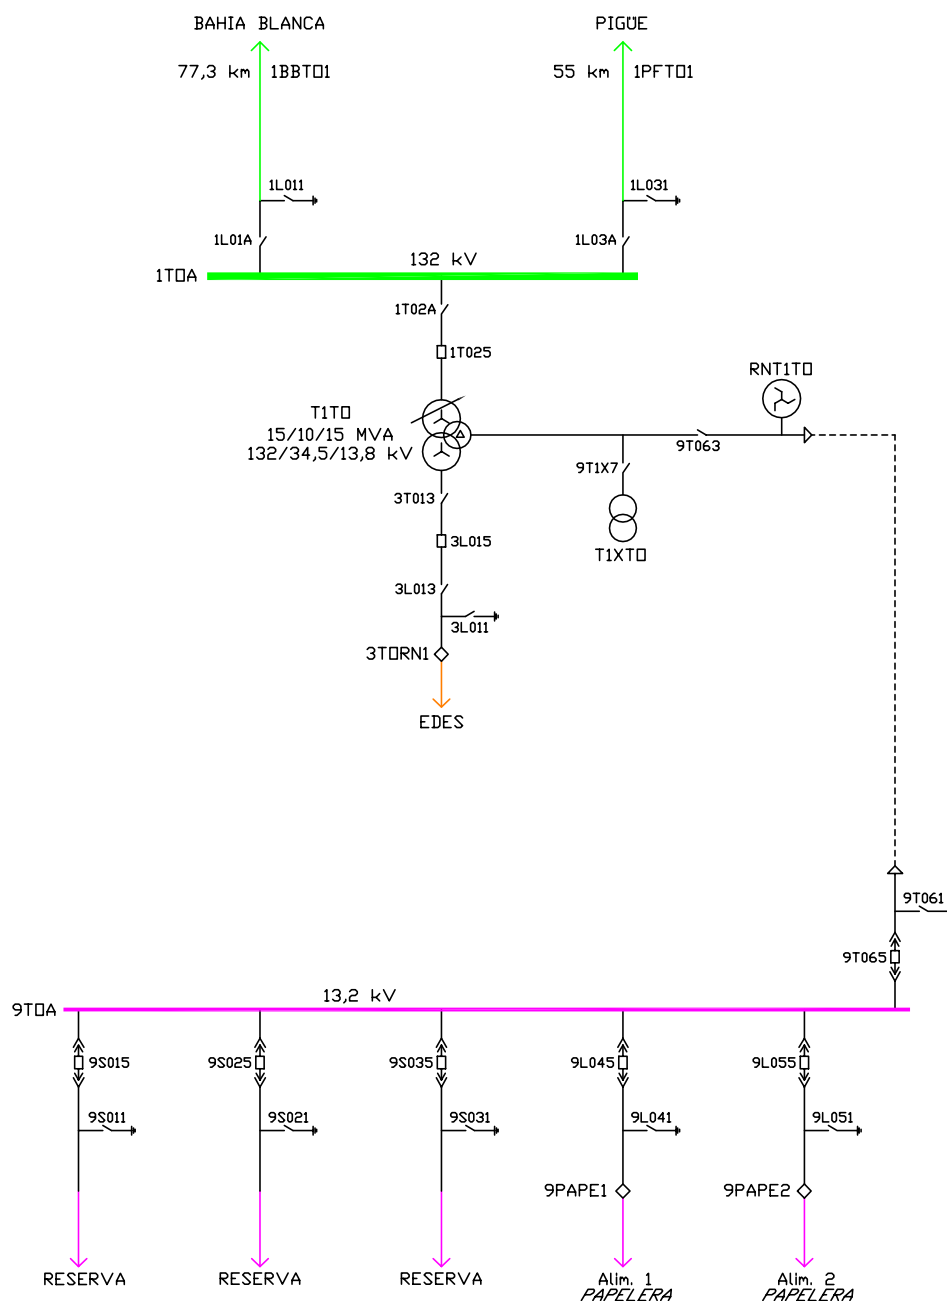 BAHIA BLANCA
PIGÜE
77,3 km 1BBTO1
55 km 1PFTO1
1L011
1L031
1L01A
1L03A
132 kV
1TOA
1T02A
1T025
RNT1TO
T1TO
15/10/15 MVA
132/34,5/13,8 kV
9T063
9T1X7
3T013
3L015
T1XTO
3L013
3L011
3TORN1
EDES
9T061
9T065
13,2 kV
9TOA
9S015
9S025
9S035
9L045
9L055
9S011
9S021
9S031
9L041
9L051
9PAPE1
9PAPE2
RESERVA
RESERVA
RESERVA
Alim. 1
PAPELERA
Alim. 2
PAPELERA